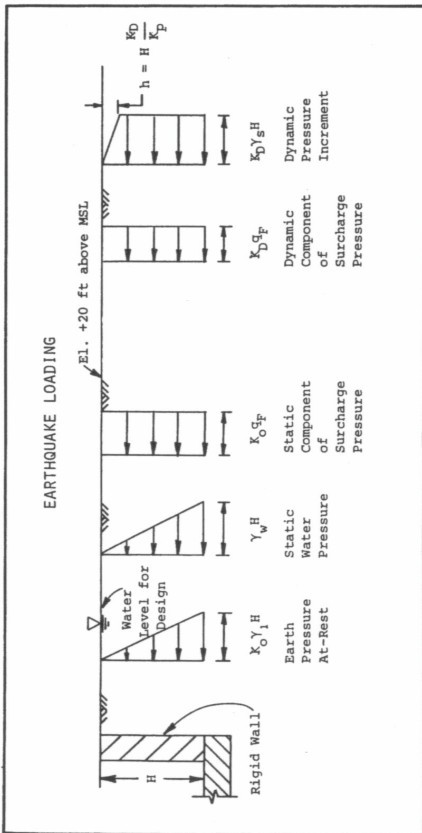 EARTHQUAKE LOADING
El. +20 ft above MSL
h = H K_D / K_p
Water
Level for
Design
H
Rigid Wall
K_o γ_1 H
Earth
Pressure
At-Rest
γ_w H
Static
Water
Pressure
K_o q_F
Static
Component
of
Surcharge
Pressure
K_D q_F
Dynamic
Component
of
Surcharge
Pressure
K_D γ_s H
Dynamic
Pressure
Increment